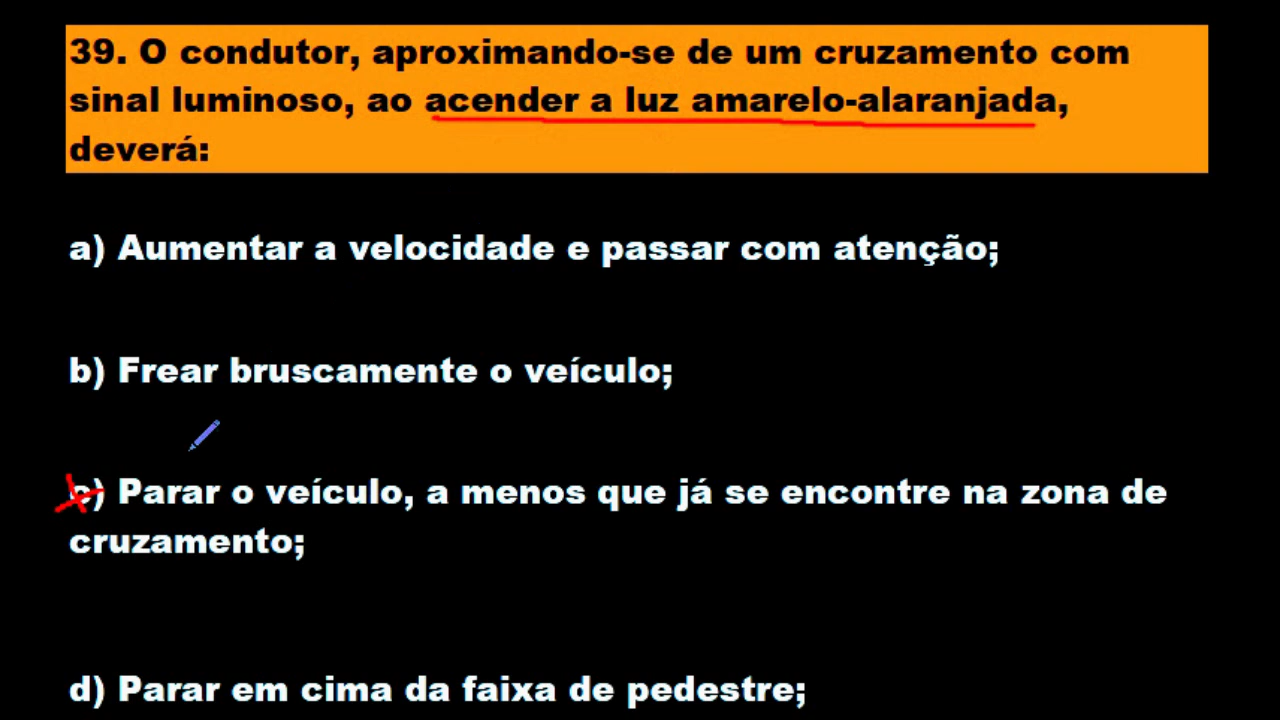 39. O condutor, aproximando-se de um cruzamento com
sinal luminoso, ao acender a luz amarelo-alaranjada,
deverá:
a) Aumentar a velocidade e passar com atenção;
b) Frear bruscamente o veículo;
c) Parar o veículo, a menos que já se encontre na zona de
cruzamento;
d) Parar em cima da faixa de pedestre;